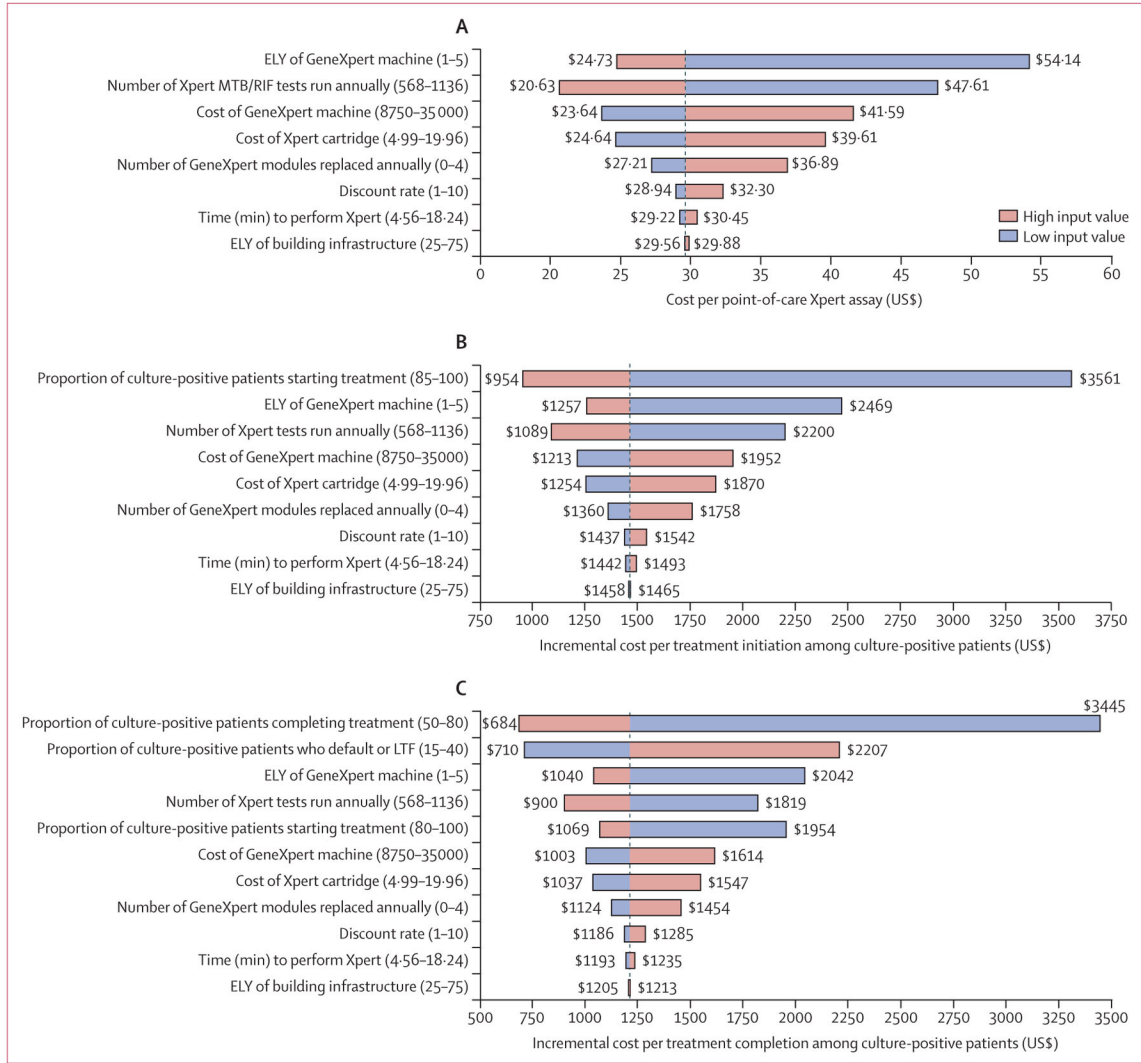 A
ELY of GeneXpert machine (1–5)
$24·73
$54·14
Number of Xpert MTB/RIF tests run annually (568–1136)
$20·63
$47·61
Cost of GeneXpert machine (8750–35 000)
$23·64
$41·59
Cost of Xpert cartridge (4·99–19·96)
$24·64
$39·61
Number of GeneXpert modules replaced annually (0–4)
$27·21
$36·89
Discount rate (1–10)
$28·94
$32·30
Time (min) to perform Xpert (4·56–18·24)
$29·22
$30·45
ELY of building infrastructure (25–75)
$29·56
$29·88
High input value
Low input value
0 20 25 30 35 40 45 50 55 60
Cost per point-of-care Xpert assay (US$)
B
Proportion of culture-positive patients starting treatment (85–100)
$954
$3561
ELY of GeneXpert machine (1–5)
$1257
$2469
Number of Xpert tests run annually (568–1136)
$1089
$2200
Cost of GeneXpert machine (8750–35000)
$1213
$1952
Cost of Xpert cartridge (4·99–19·96)
$1254
$1870
Number of GeneXpert modules replaced annually (0–4)
$1360
$1758
Discount rate (1–10)
$1437
$1542
Time (min) to perform Xpert (4·56–18·24)
$1442
$1493
ELY of building infrastructure (25–75)
$1458
$1465
750 1000 1250 1500 1750 2000 2250 2500 2750 3000 3250 3500 3750
Incremental cost per treatment initiation among culture-positive patients (US$)
C
Proportion of culture-positive patients completing treatment (50–80)
$684
$3445
Proportion of culture-positive patients who default or LTF (15–40)
$710
$2207
ELY of GeneXpert machine (1–5)
$1040
$2042
Number of Xpert tests run annually (568–1136)
$900
$1819
Proportion of culture-positive patients starting treatment (80–100)
$1069
$1954
Cost of GeneXpert machine (8750–35000)
$1003
$1614
Cost of Xpert cartridge (4·99–19·96)
$1037
$1547
Number of GeneXpert modules replaced annually (0–4)
$1124
$1454
Discount rate (1–10)
$1186
$1285
Time (min) to perform Xpert (4·56–18·24)
$1193
$1235
ELY of building infrastructure (25–75)
$1205
$1213
500 750 1000 1250 1500 1750 2000 2250 2500 2750 3000 3250 3500
Incremental cost per treatment completion among culture-positive patients (US$)